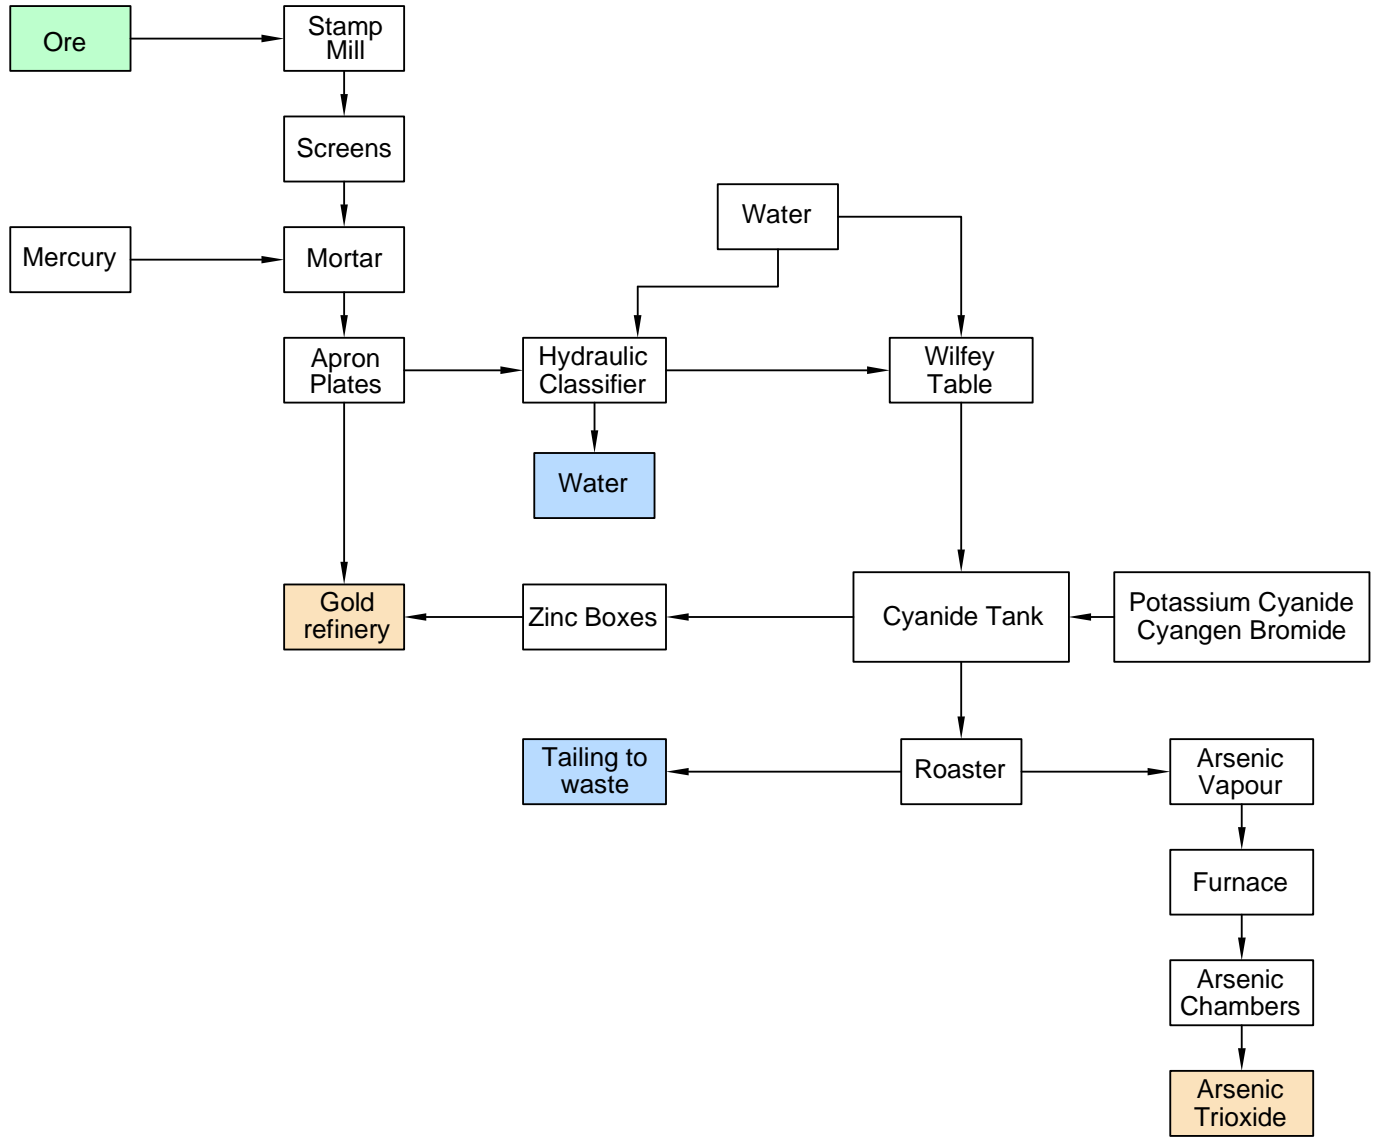 Ore
Stamp
Mill
Screens
Water
Mercury
Mortar
Apron
Plates
Hydraulic
Classifier
Wilfey
Table
Water
Gold
refinery
Zinc Boxes
Cyanide Tank
Potassium Cyanide
Cyangen Bromide
Tailing to
waste
Roaster
Arsenic
Vapour
Furnace
Arsenic
Chambers
Arsenic
Trioxide